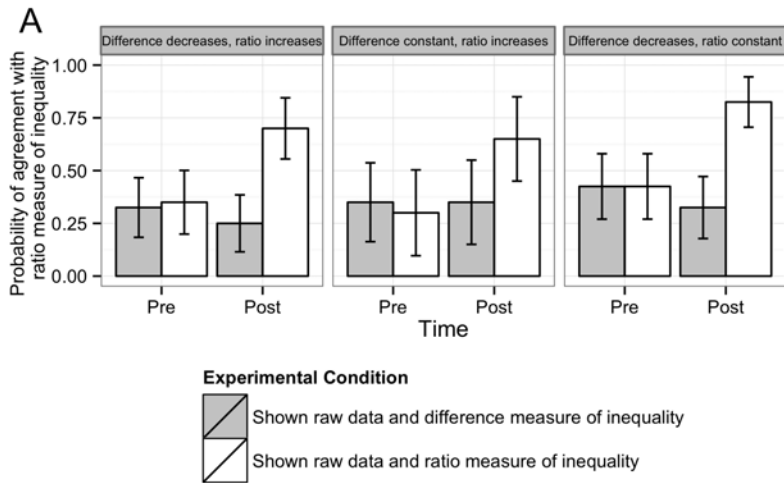 A
Difference decreases, ratio increases
Difference constant, ratio increases
Difference decreases, ratio constant
Probability of agreement with
ratio measure of inequality
1.00
0.75
0.50
0.25
0.00
Pre
Post
Pre
Post
Pre
Post
Time
Experimental Condition
Shown raw data and difference measure of inequality
Shown raw data and ratio measure of inequality